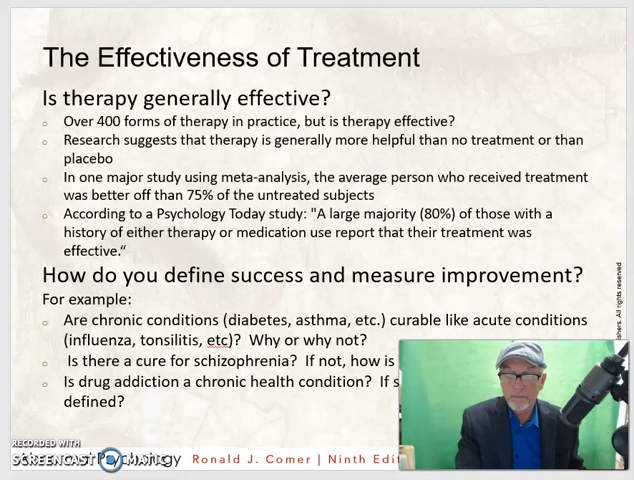 The Effectiveness of Treatment
Is therapy generally effective?
Over 400 forms of therapy in practice, but is therapy effective?
Research suggests that therapy is generally more helpful than no treatment or than
placebo
In one major study using meta-analysis, the average person who received treatment
was better off than 75% of the untreated subjects
According to a Psychology Today study: "A large majority (80%) of those with a
history of either therapy or medication use report that their treatment was
effective.“
How do you define success and measure improvement?
For example:
Are chronic conditions (diabetes, asthma, etc.) curable like acute conditions
(influenza, tonsilitis, etc)?  Why or why not?
Is there a cure for schizophrenia?  If not, how is
Is drug addiction a chronic health condition?  If
defined?
shers. All rights reserved
RECORDED WITH
SCREENCAST MATIC
Ronald J. Comer | Ninth Edit